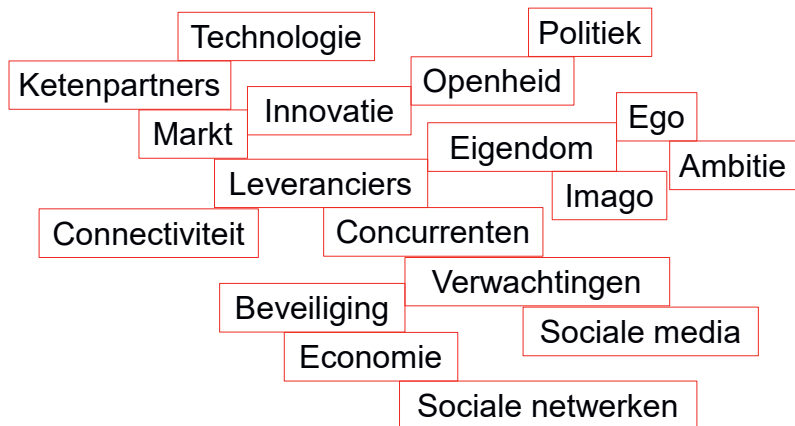 Technologie
Politiek
Ketenpartners
Openheid
Innovatie
Ego
Markt
Eigendom
Ambitie
Leveranciers
Imago
Connectiviteit
Concurrenten
Verwachtingen
Beveiliging
Sociale media
Economie
Sociale netwerken